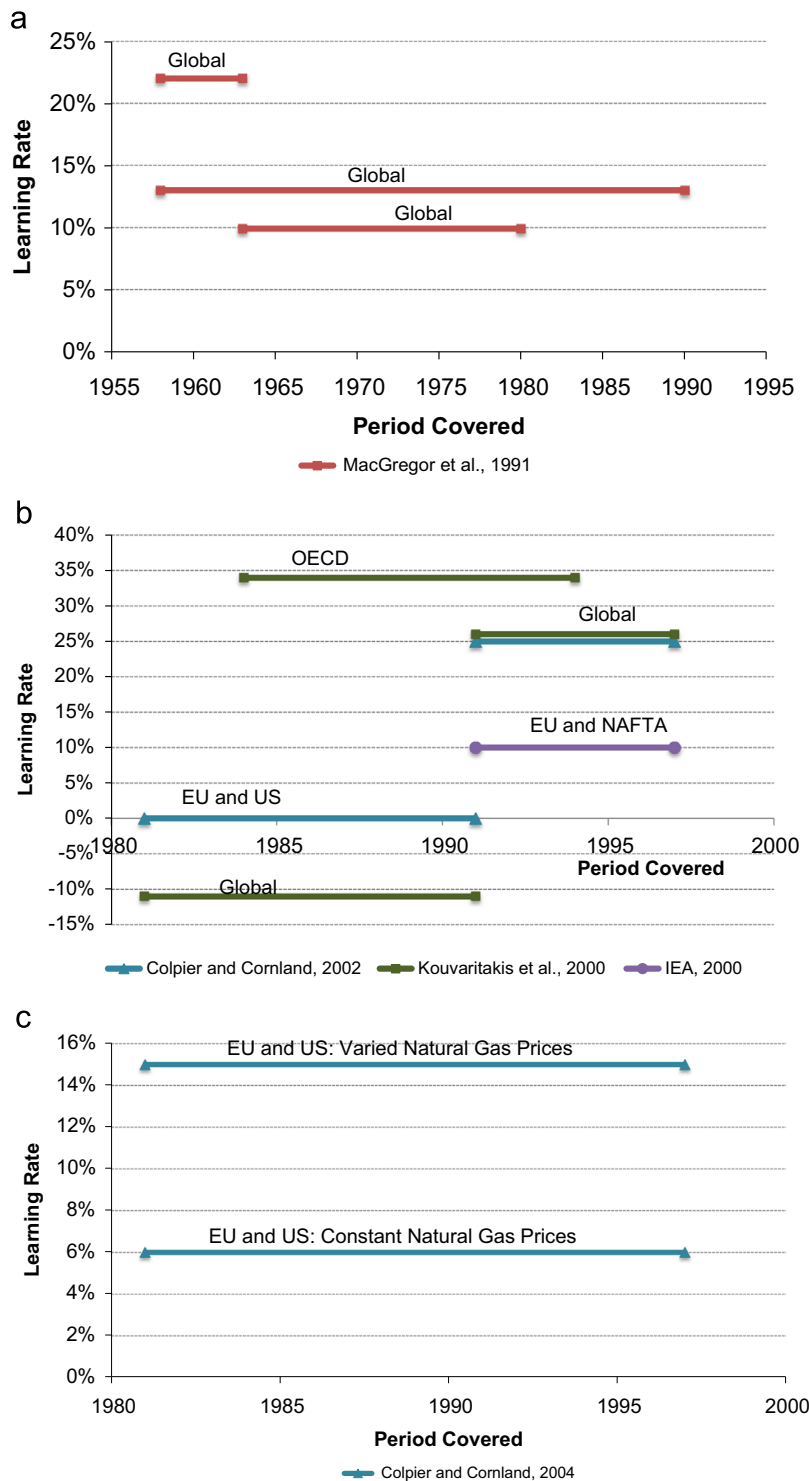 a
25%
Global
20%
15%
Global
Global
10%
5%
0%
1955 1960 1965 1970 1975 1980 1985 1990 1995
Learning Rate
Period Covered
MacGregor et al., 1991
b
40%
OECD
35%
30%
Global
25%
20%
15%
EU and NAFTA
10%
5%
EU and US
0%
1980 1985 1990 1995 2000
-5%
Period Covered
-10%
Global
-15%
Learning Rate
Colpier and Cornland, 2002 Kouvaritakis et al., 2000 IEA, 2000
c
16%
EU and US: Varied Natural Gas Prices
14%
12%
10%
8%
EU and US: Constant Natural Gas Prices
6%
4%
2%
0%
1980 1985 1990 1995 2000
Learning Rate
Period Covered
Colpier and Cornland, 2004